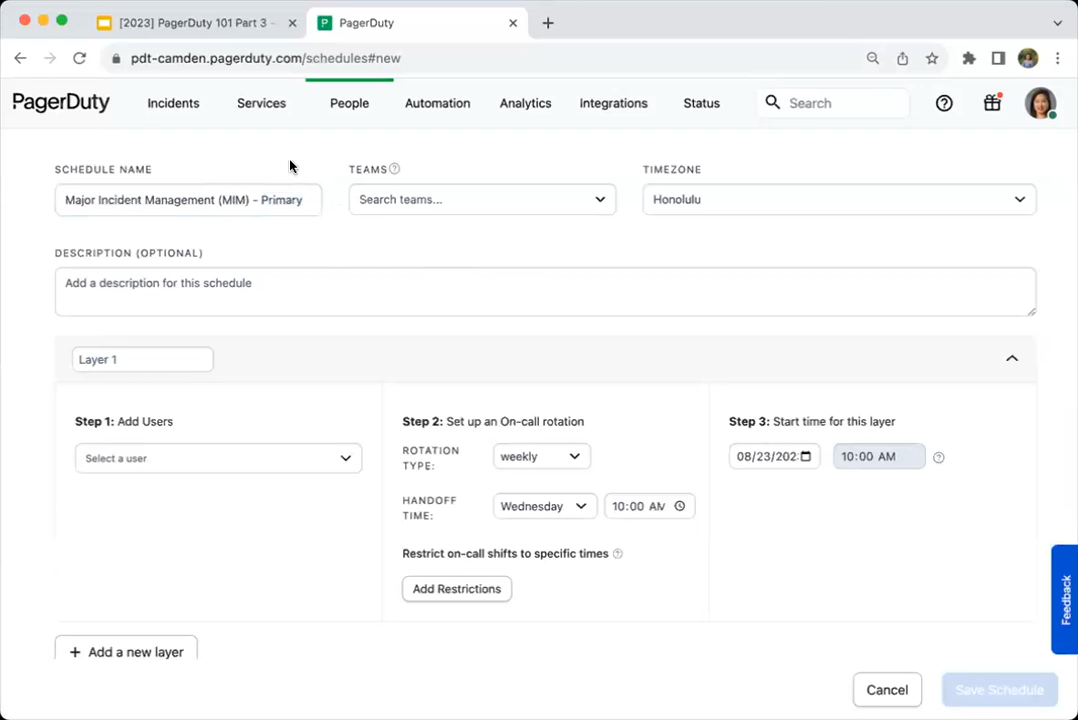 [2023] PagerDuty 101 Part 3 -
PagerDuty
pdt-camden.pagerduty.com/schedules#new
PagerDuty
Incidents
Services
People
Automation
Analytics
Integrations
Status
Search
SCHEDULE NAME
TEAMS
TIMEZONE
Major Incident Management (MIM) - Primary
Search teams...
Honolulu
DESCRIPTION (OPTIONAL)
Add a description for this schedule
Layer 1
Step 1: Add Users
Select a user
Step 2: Set up an On-call rotation
ROTATION
TYPE:
weekly
HANDOFF
TIME:
Wednesday
10:00 AM
Restrict on-call shifts to specific times
Add Restrictions
Step 3: Start time for this layer
08/23/202
10:00 AM
+ Add a new layer
Feedback
Cancel
Save Schedule